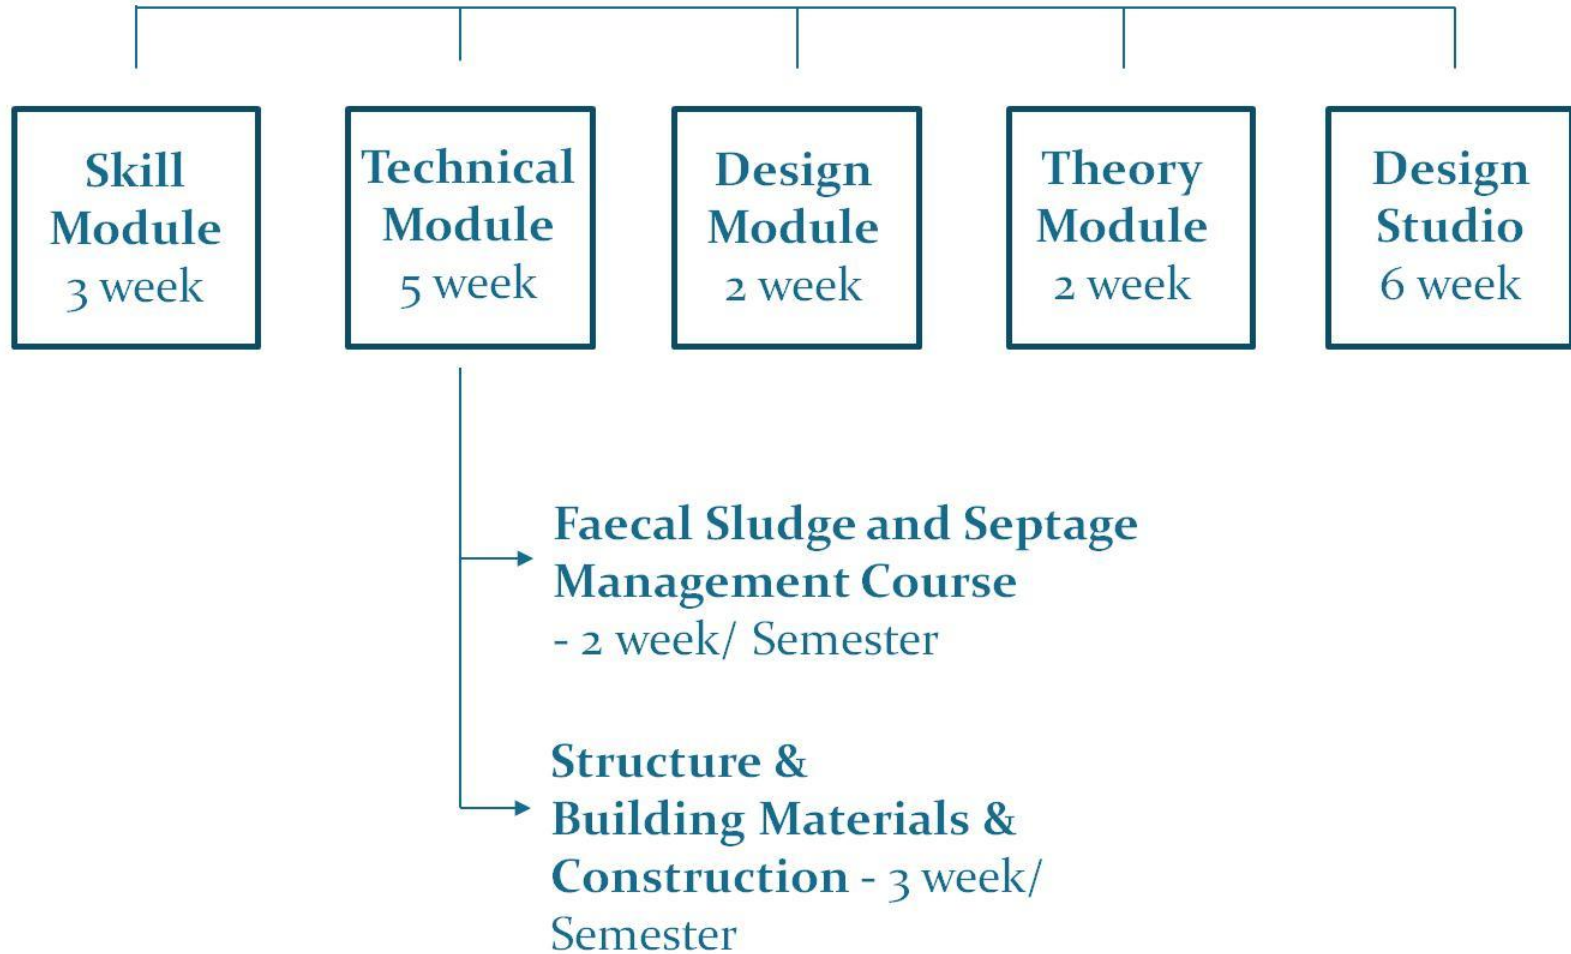 Skill
Module
3 week
Technical
Module
5 week
Design
Module
2 week
Theory
Module
2 week
Design
Studio
6 week
Faecal Sludge and Septage
Management Course
- 2 week/ Semester
Structure &
Building Materials &
Construction - 3 week/
Semester